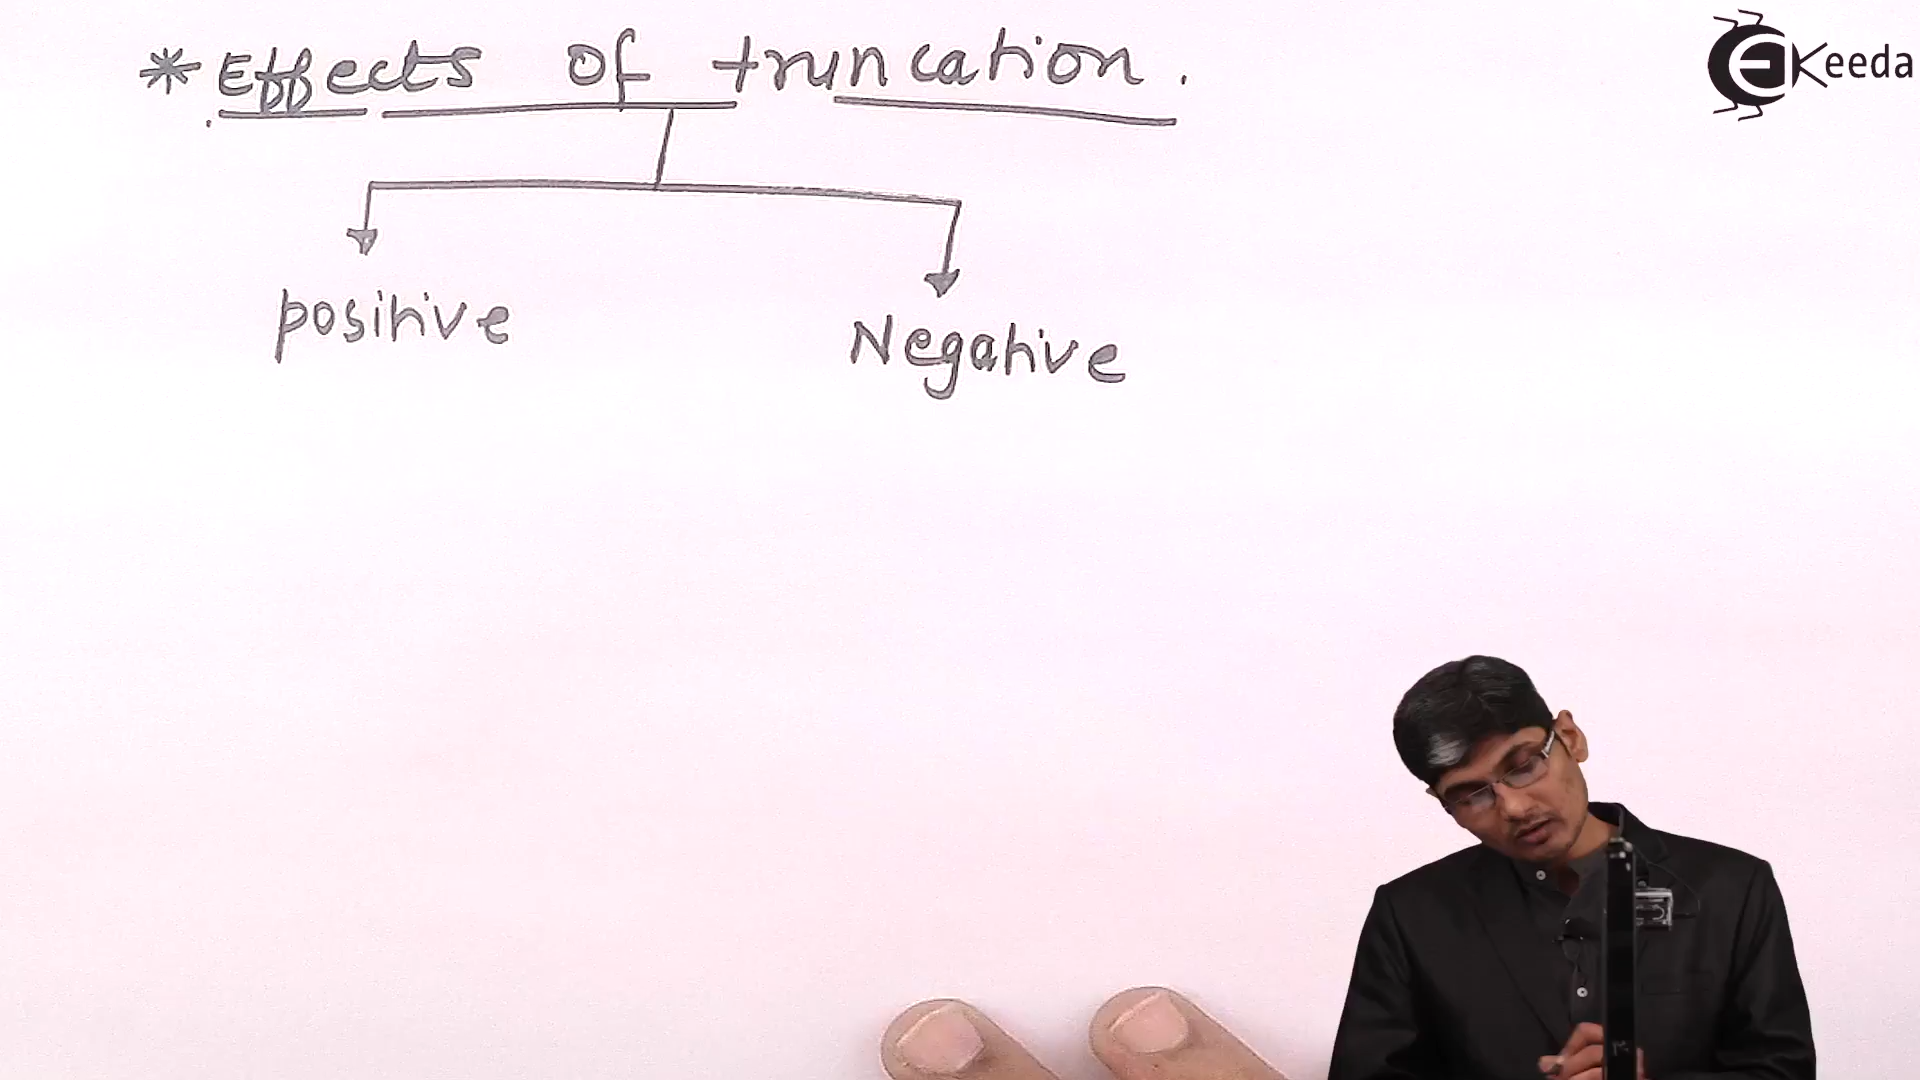 * Effects of truncation.
EKeeda
positive
Negative